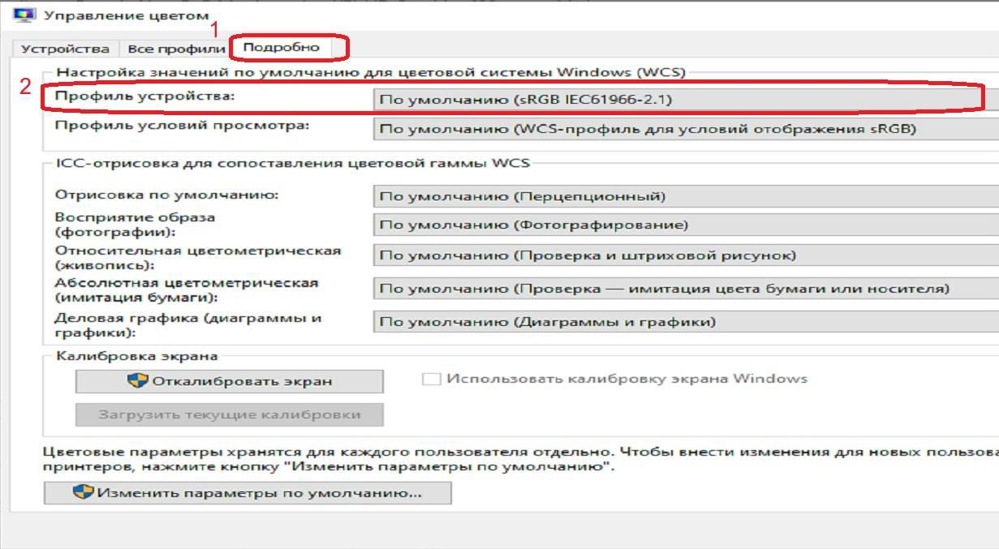 Управление цветом
1
Устройства Все профили Подробно
Настройка значений по умолчанию для цветовой системы Windows (WCS)
2
Профиль устройства: По умолчанию (sRGB IEC61966-2.1)
Профиль условий просмотра: По умолчанию (WCS-профиль для условий отображения sRGB)
ICC-отрисовка для сопоставления цветовой гаммы WCS
Отрисовка по умолчанию: По умолчанию (Перцепционный)
Восприятие образа
(фотографии): По умолчанию (Фотографирование)
Относительная цветометрическая
(живопись): По умолчанию (Проверка и штриховой рисунок)
Абсолютная цветометрическая
(имитация бумаги): По умолчанию (Проверка — имитация цвета бумаги или носителя)
Деловая графика (диаграммы и
графики): По умолчанию (Диаграммы и графики)
Калибровка экрана
Откалибровать экран Использовать калибровку экрана Windows
Загрузить текущие калибровки
Цветовые параметры хранятся для каждого пользователя отдельно. Чтобы внести изменения для новых пользова
принтеров, нажмите кнопку "Изменить параметры по умолчанию".
Изменить параметры по умолчанию...